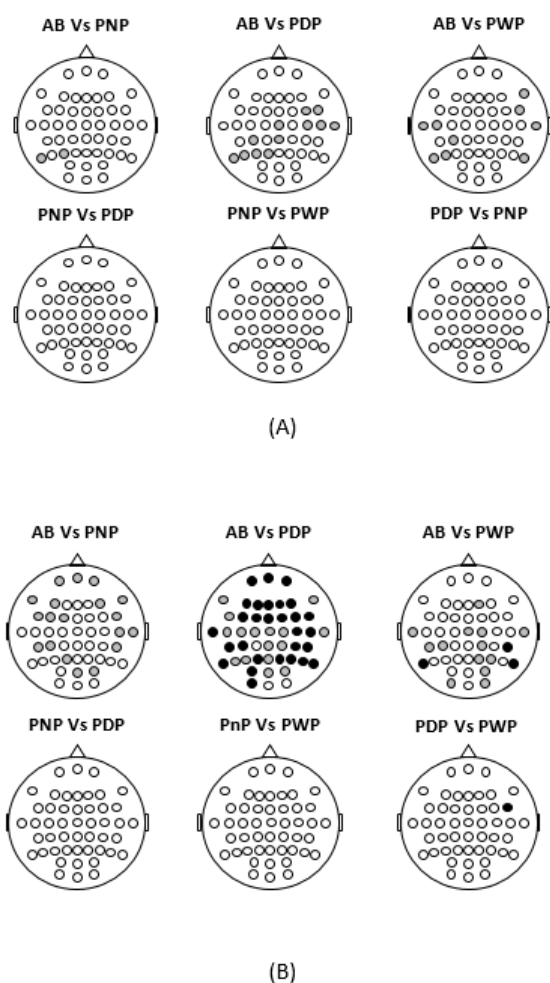 AB Vs PNP AB Vs PDP AB Vs PWP
PNP Vs PDP PNP Vs PWP PDP Vs PNP
(A)
AB Vs PNP AB Vs PDP AB Vs PWP
PNP Vs PDP PnP Vs PWP PDP Vs PWP
(B)